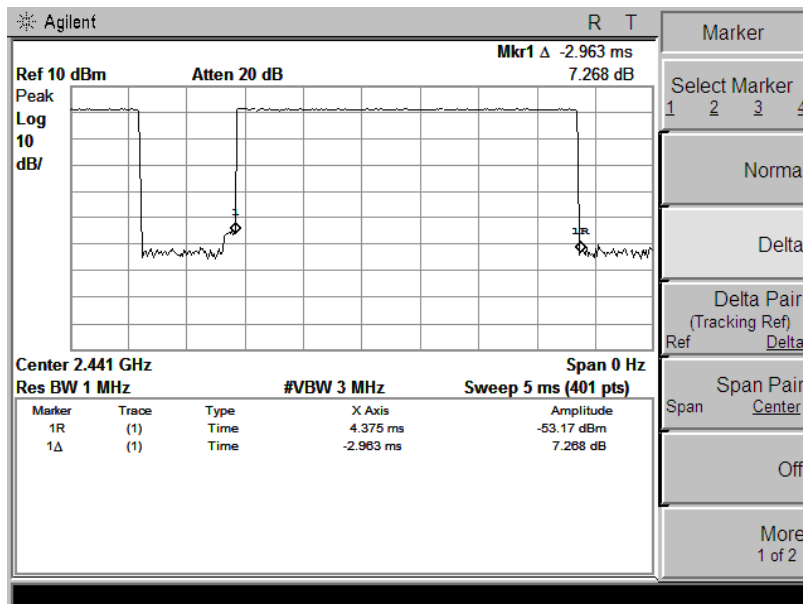 Agilent R T
Mkr1 Δ -2.963 ms
Ref 10 dBm Atten 20 dB 7.268 dB
Peak
Log
10
dB/
1
1R
Center 2.441 GHz Span 0 Hz
Res BW 1 MHz #VBW 3 MHz Sweep 5 ms (401 pts)
Marker Trace Type X Axis Amplitude
1R (1) Time 4.375 ms -53.17 dBm
1Δ (1) Time -2.963 ms 7.268 dB
Marker
Select Marker
1 2 3 4
Norma
Delta
Delta Pair
(Tracking Ref)
Ref Delta
Span Pair
Span Center
Off
More
1 of 2